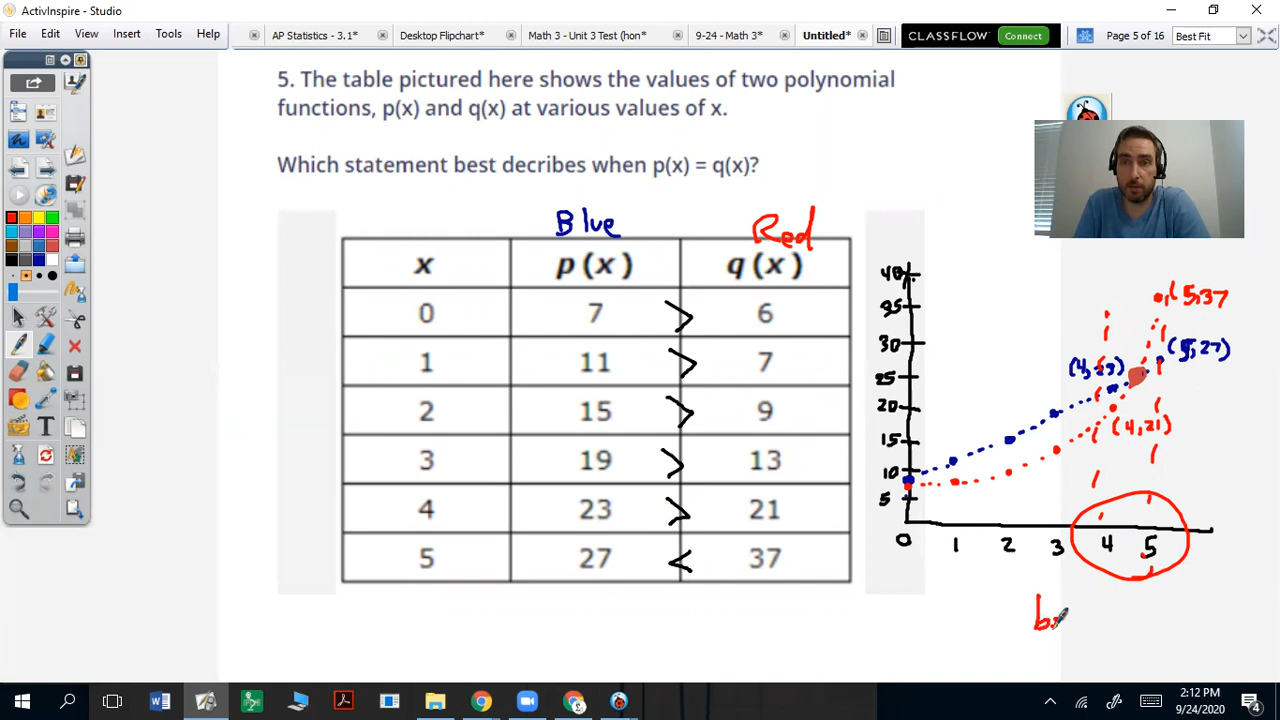 ActivInspire - Studio
File Edit View Insert Tools Help
AP Statistics - 3.1* Desktop Flipchart* Math 3 - Unit 3 Test (hon* 9-24 - Math 3* Untitled* CLASSFLOW Connect Page 5 of 16 Best Fit
5. The table pictured here shows the values of two polynomial
functions, p(x) and q(x) at various values of x.
Which statement best decribes when p(x) = q(x)?
Blue Red
x p(x) q(x)
0 7 > 6
1 11 > 7
2 15 > 9
3 19 > 13
4 23 > 21
5 27 < 37
40
35
30
25
20
15
10
5
0 1 2 3 4 5
(5,37
(5,27)
(4,23)
(4,21)
2:12 PM
9/24/2020
4